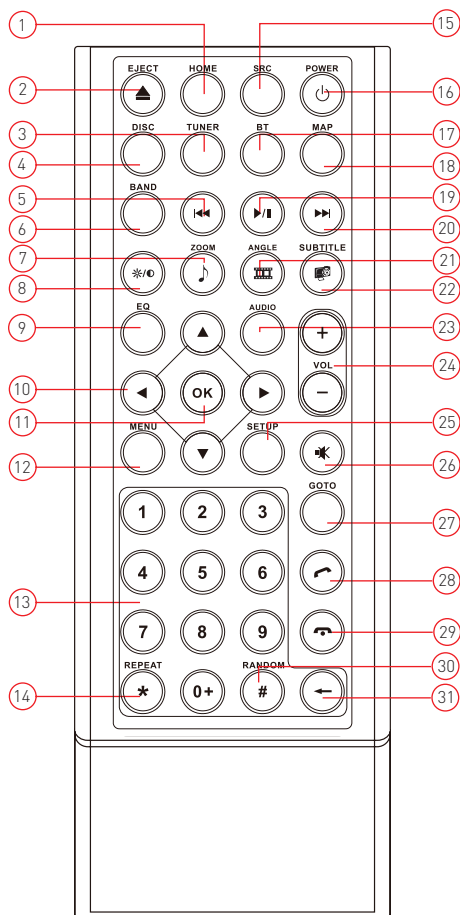 1 15
EJECT HOME SRC POWER
2 16
3 17
DISC TUNER BT MAP
4 18
BAND
5 19
6 20
ZOOM ANGLE SUBTITLE
7 21
8 22
EQ AUDIO
9 + 23
VOL
24
10 OK −
11
MENU SETUP 25
12 26
GOTO
1 2 3 27
4 5 6 28
13
7 8 9 29
REPEAT RANDOM 30
14 * 0+ # 31